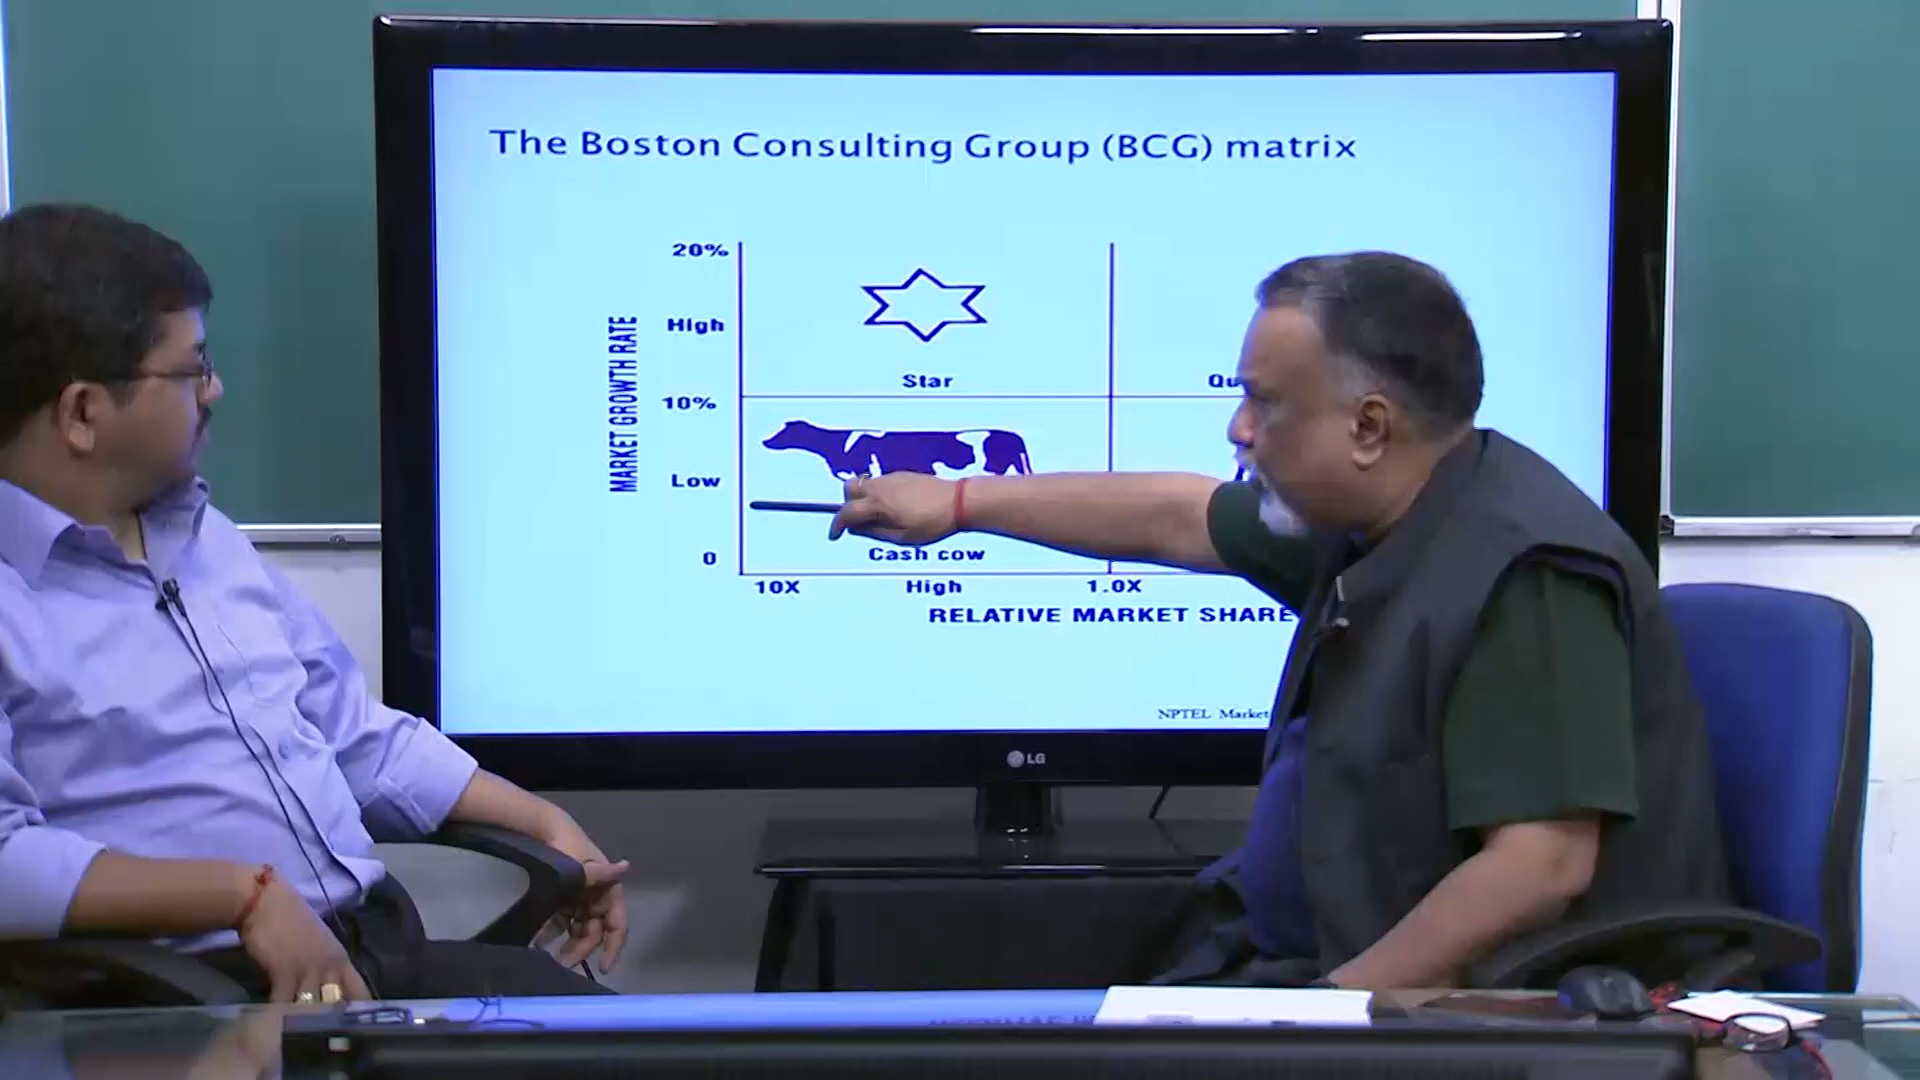 The Boston Consulting Group (BCG) matrix
20%
High
MARKET GROWTH RATE
Star
10%
Low
Cash cow
0
10X
High
1.0X
RELATIVE MARKET SHARE
NPTEL Market
LG